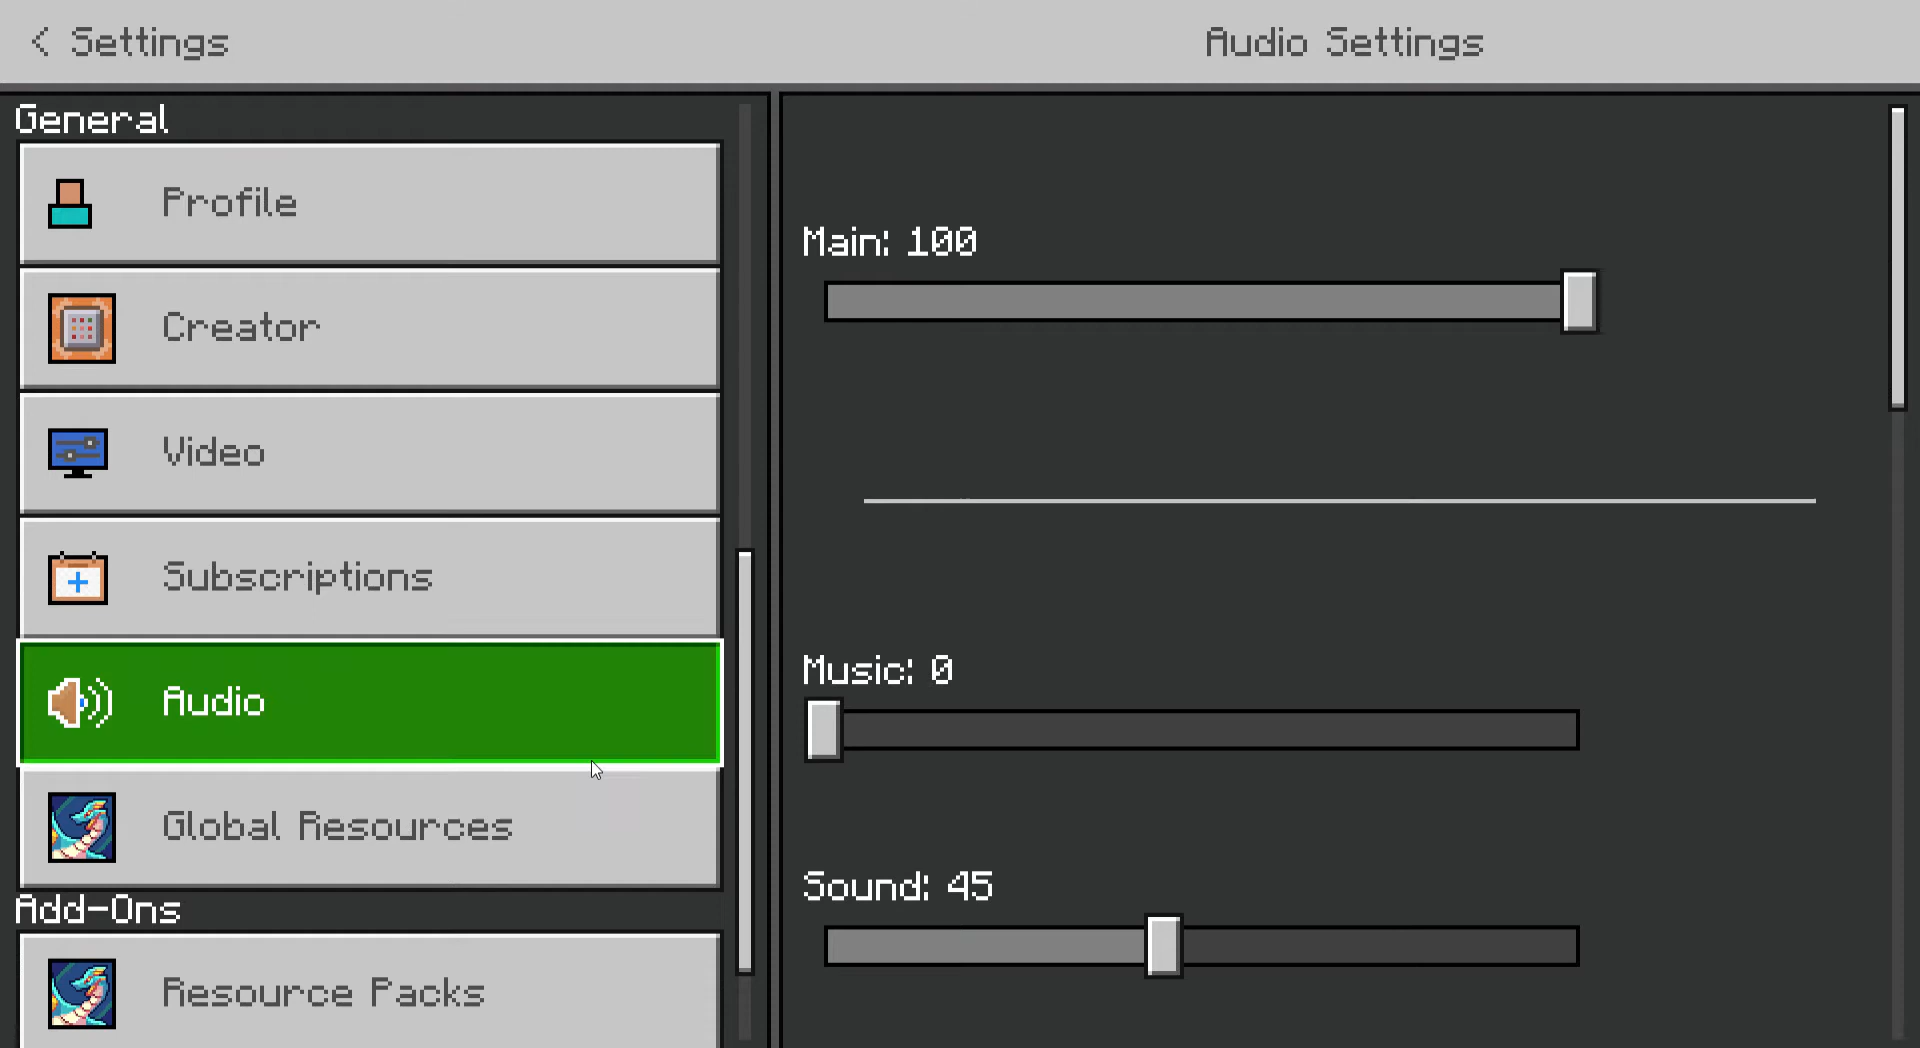 < Settings
Audio Settings
General
Profile
Creator
Video
Subscriptions
Audio
Global Resources
Add-Ons
Resource Packs
Main: 100
Music: 0
Sound: 45